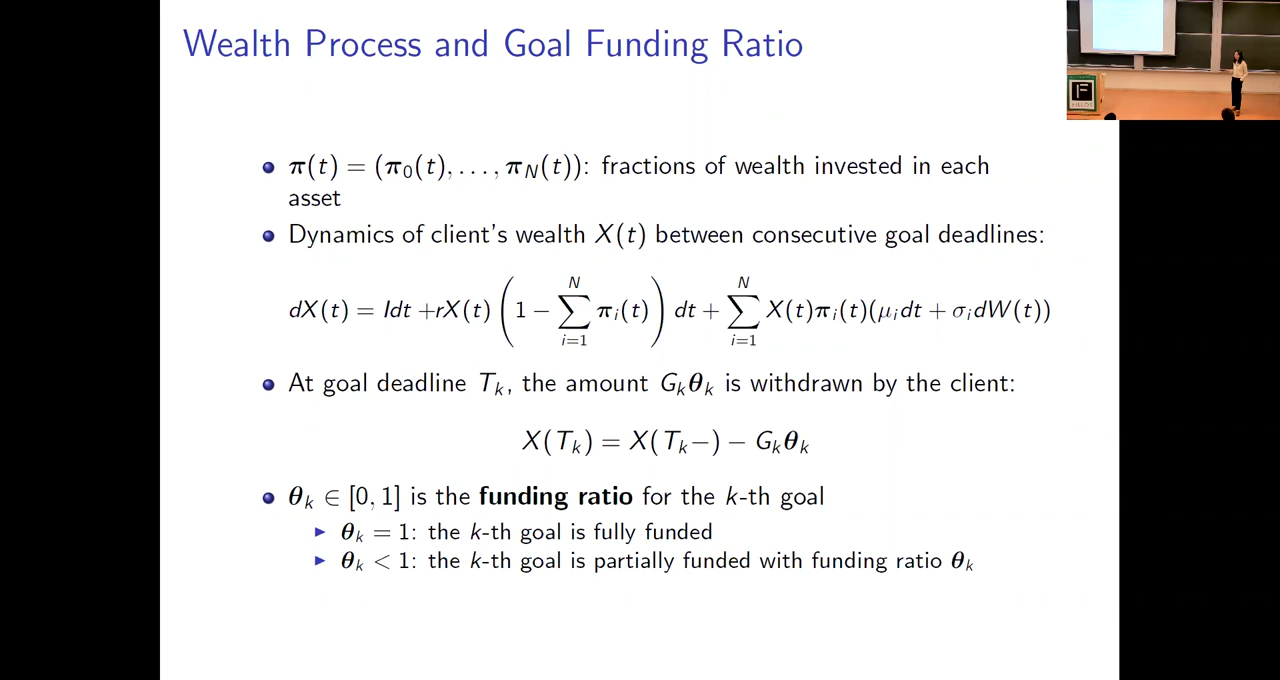 Wealth Process and Goal Funding Ratio
π(t) = (π₀(t), . . . , π_N(t)): fractions of wealth invested in each
asset
Dynamics of client's wealth X(t) between consecutive goal deadlines:
dX(t) = Idt +rX(t) (1 − ∑_{i=1}^{N} π_i(t)) dt + ∑_{i=1}^{N} X(t)π_i(t)(μ_i dt + σ_i dW(t))
At goal deadline T_k, the amount G_kθ_k is withdrawn by the client:
X(T_k) = X(T_k−) − G_kθ_k
θ_k ∈ [0, 1] is the funding ratio for the k-th goal
θ_k = 1: the k-th goal is fully funded
θ_k < 1: the k-th goal is partially funded with funding ratio θ_k
F
FIELDS